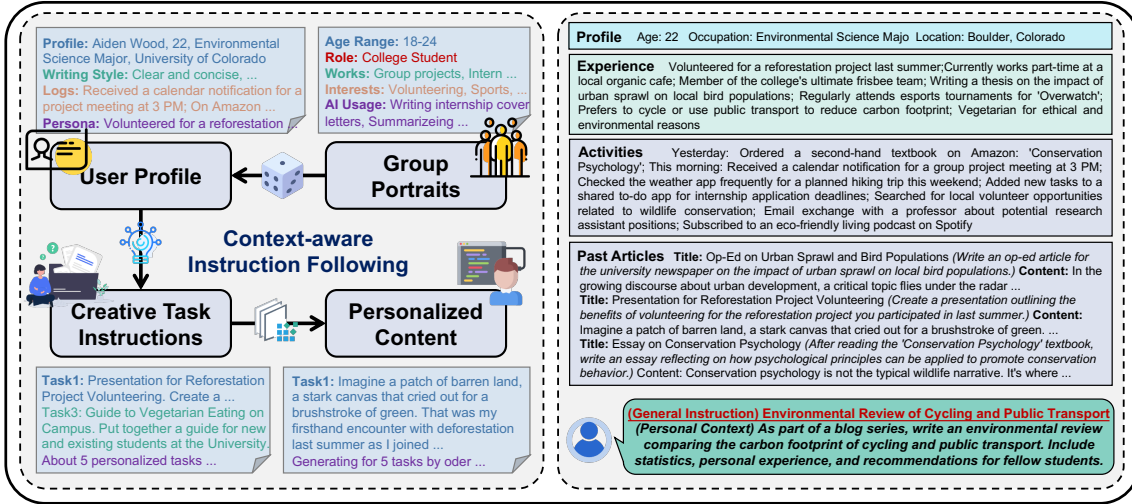 Profile: Aiden Wood, 22, Environmental
Science Major, University of Colorado
Writing Style: Clear and concise, ...
Logs: Received a calendar notification for a
project meeting at 3 PM; On Amazon ...
Persona: Volunteered for a reforestation ...
Age Range: 18-24
Role: College Student
Works: Group projects, Intern ...
Interests: Volunteering, Sports, ...
AI Usage: Writing internship cover
letters, Summarizeing ...
User Profile
Group
Portraits
Context-aware
Instruction Following
Creative Task
Instructions
Personalized
Content
Task1: Presentation for Reforestation
Project Volunteering. Create a ...
Task3: Guide to Vegetarian Eating on
Campus. Put together a guide for new
and existing students at the University.
About 5 personalized tasks ...
Task1: Imagine a patch of barren land,
a stark canvas that cried out for a
brushstroke of green. That was my
firsthand encounter with deforestation
last summer as I joined ...
Generating for 5 tasks by oder ...
Profile Age: 22 Occupation: Environmental Science Majo Location: Boulder, Colorado
Experience Volunteered for a reforestation project last summer;Currently works part-time at a
local organic cafe; Member of the college's ultimate frisbee team; Writing a thesis on the impact of
urban sprawl on local bird populations; Regularly attends esports tournaments for 'Overwatch';
Prefers to cycle or use public transport to reduce carbon footprint; Vegetarian for ethical and
environmental reasons
Activities Yesterday: Ordered a second-hand textbook on Amazon: 'Conservation
Psychology'; This morning: Received a calendar notification for a group project meeting at 3 PM;
Checked the weather app frequently for a planned hiking trip this weekend; Added new tasks to a
shared to-do app for internship application deadlines; Searched for local volunteer opportunities
related to wildlife conservation; Email exchange with a professor about potential research
assistant positions; Subscribed to an eco-friendly living podcast on Spotify
Past Articles Title: Op-Ed on Urban Sprawl and Bird Populations (Write an op-ed article for
the university newspaper on the impact of urban sprawl on local bird populations.) Content: In the
growing discourse about urban development, a critical topic flies under the radar ...
Title: Presentation for Reforestation Project Volunteering (Create a presentation outlining the
benefits of volunteering for the reforestation project you participated in last summer.) Content:
Imagine a patch of barren land, a stark canvas that cried out for a brushstroke of green. ...
Title: Essay on Conservation Psychology (After reading the 'Conservation Psychology' textbook,
write an essay reflecting on how psychological principles can be applied to promote conservation
behavior.) Content: Conservation psychology is not the typical wildlife narrative. It's where ...
(General Instruction) Environmental Review of Cycling and Public Transport
(Personal Context) As part of a blog series, write an environmental review
comparing the carbon footprint of cycling and public transport. Include
statistics, personal experience, and recommendations for fellow students.